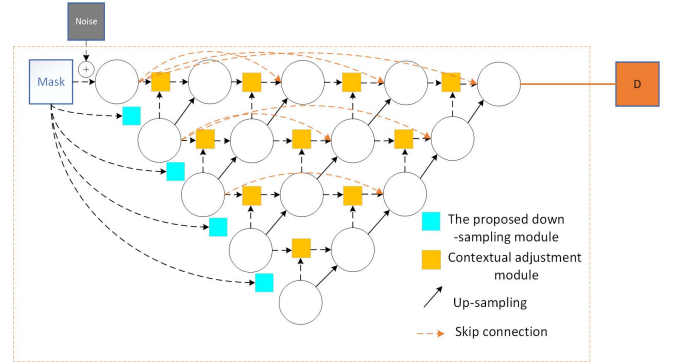 Noise
+
Mask
D
The proposed down
-sampling module
Contextual adjustment
module
Up-sampling
Skip connection